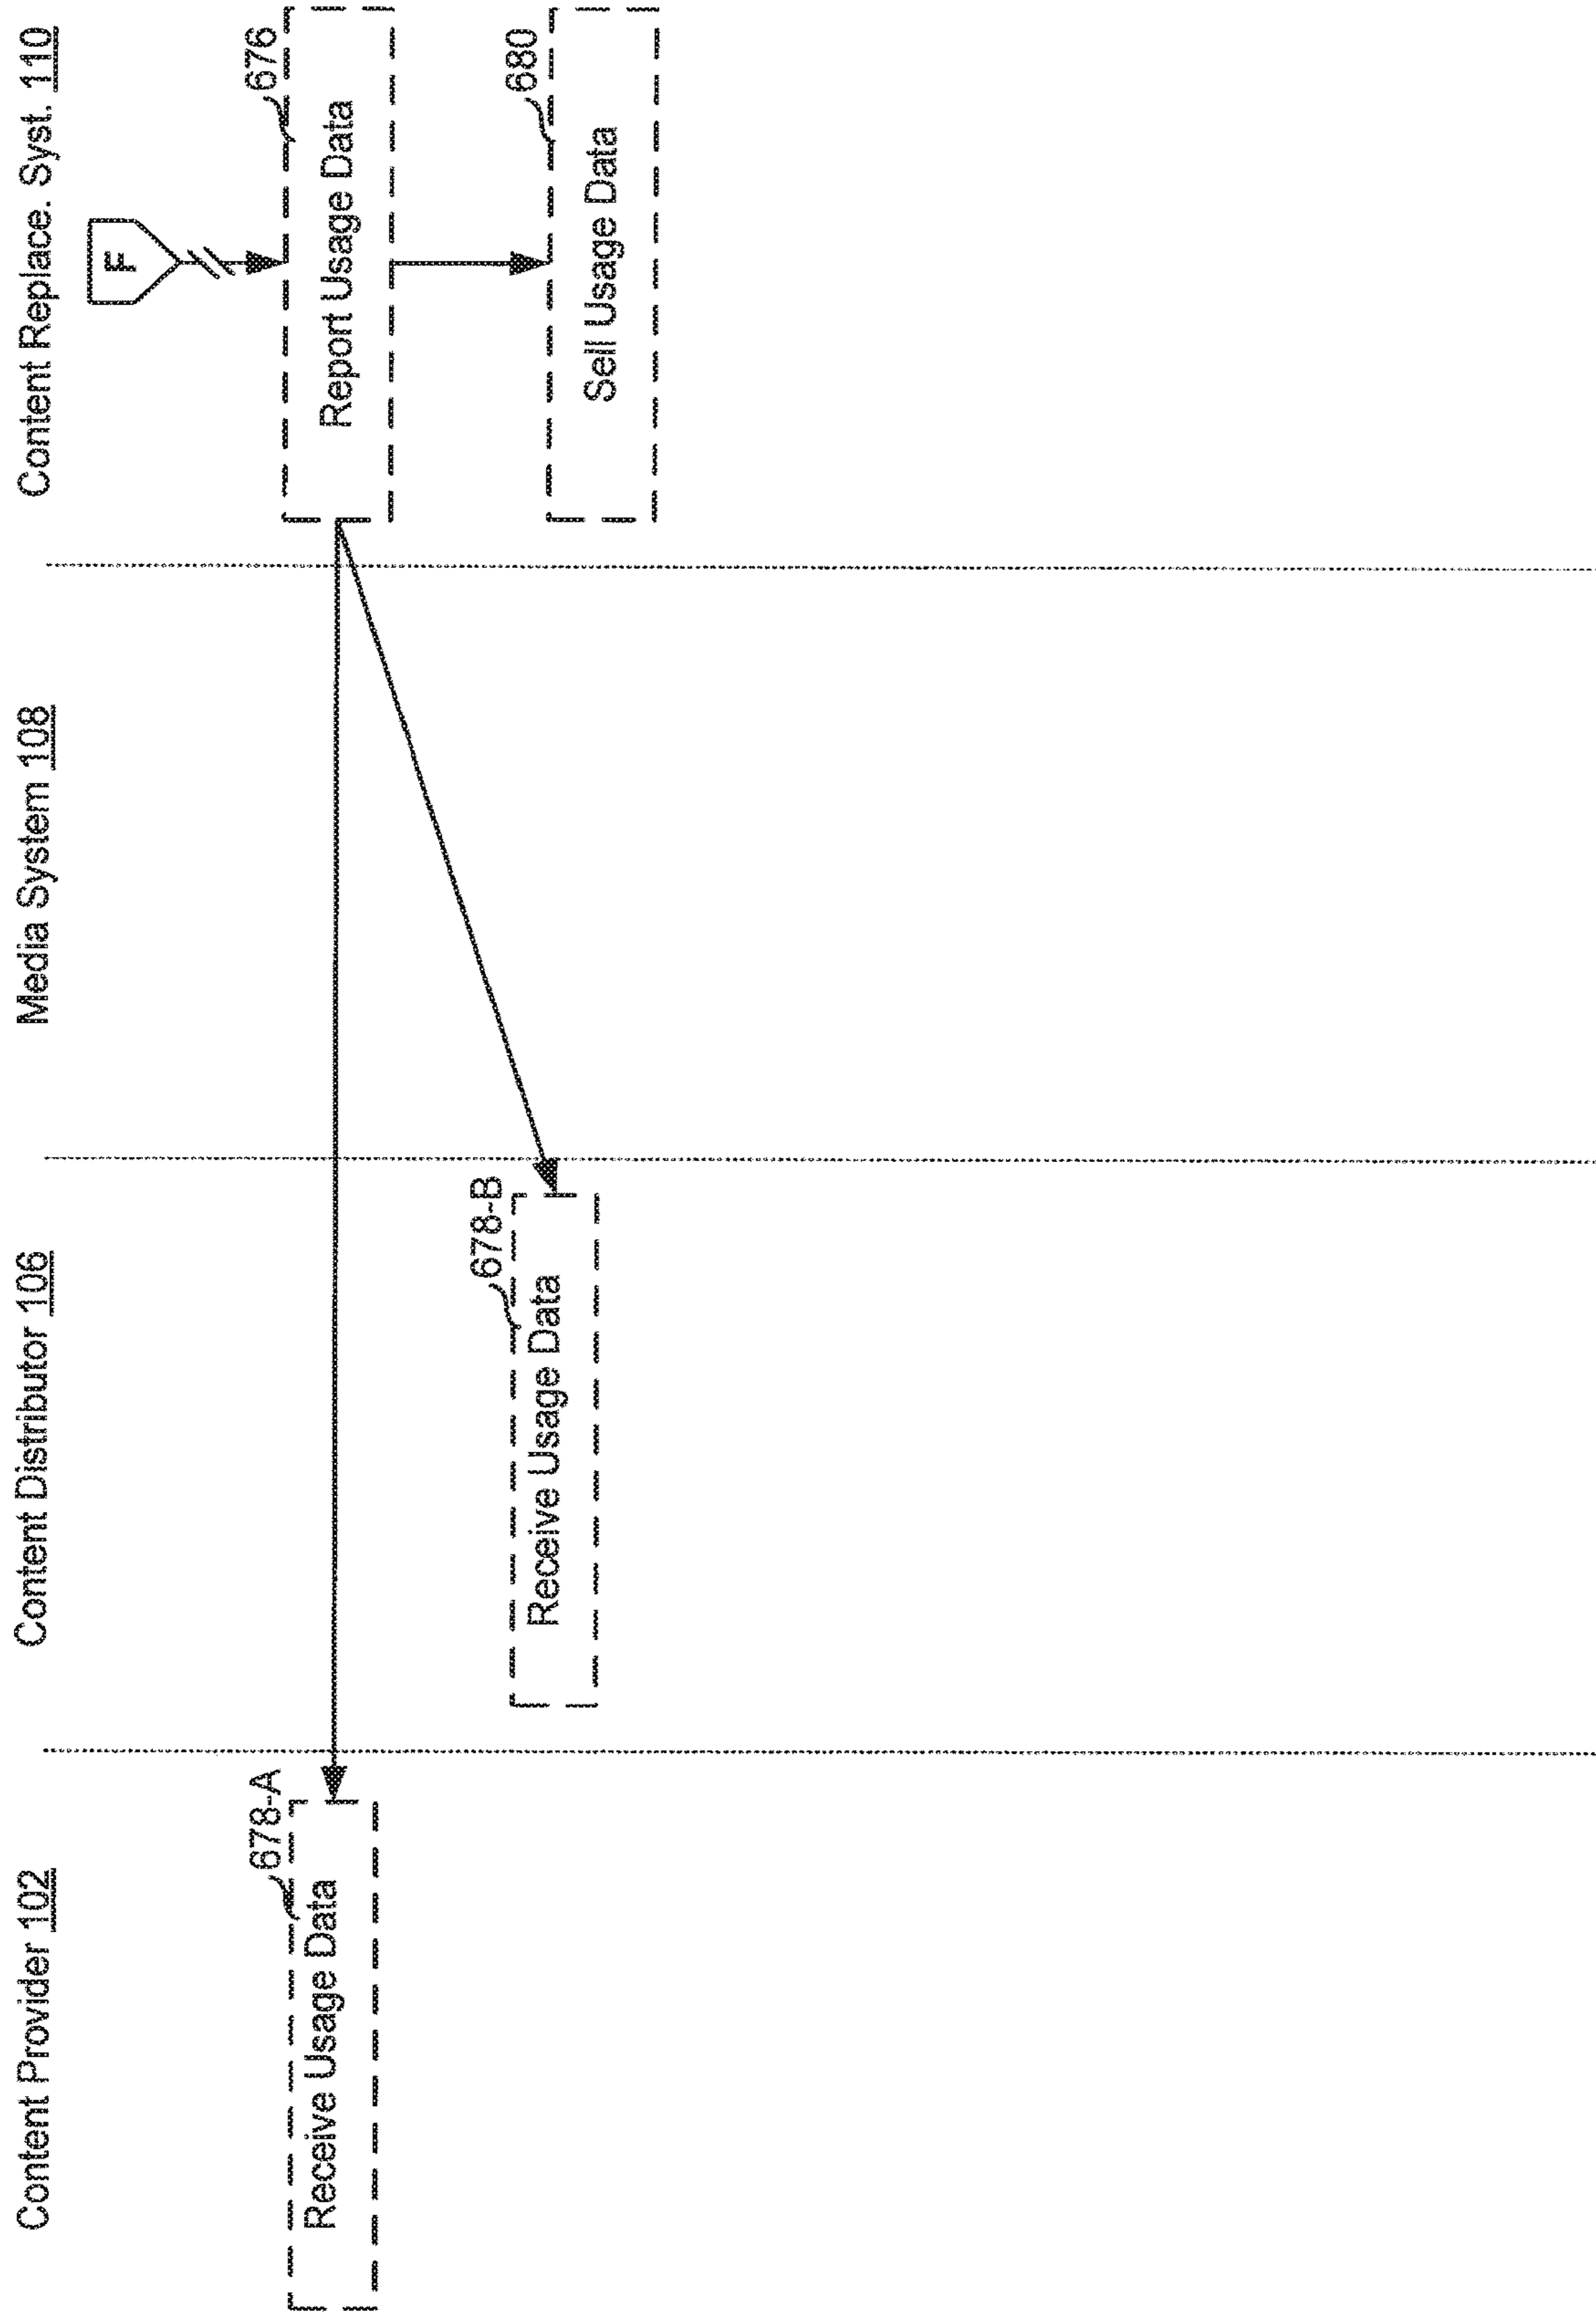 Content Provider 102
Content Distributor 106
Media System 108
Content Replace. Syst. 110
F
678-A
676
Receive Usage Data
Report Usage Data
678-B
680
Receive Usage Data
Sell Usage Data